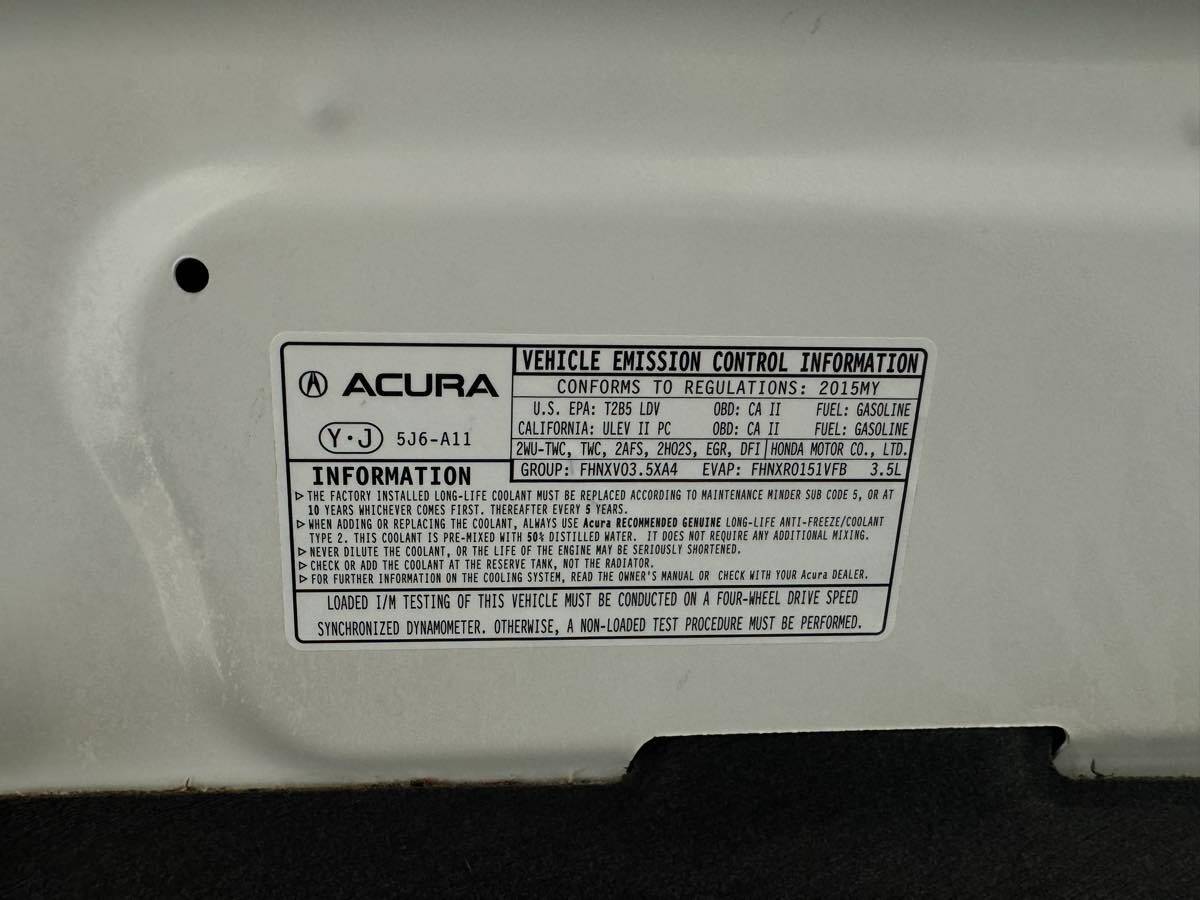 ACURA
Y·J 5J6-A11
VEHICLE EMISSION CONTROL INFORMATION
CONFORMS TO REGULATIONS: 2015MY
U.S. EPA: T2B5 LDV OBD: CA II FUEL: GASOLINE
CALIFORNIA: ULEV II PC OBD: CA II FUEL: GASOLINE
2WU-TWC, TWC, 2AFS, 2HO2S, EGR, DFI HONDA MOTOR CO., LTD.
GROUP: FHNXV03.5XA4 EVAP: FHNXR0151VFB 3.5L
INFORMATION
▷ THE FACTORY INSTALLED LONG-LIFE COOLANT MUST BE REPLACED ACCORDING TO MAINTENANCE MINDER SUB CODE 5, OR AT
10 YEARS WHICHEVER COMES FIRST. THEREAFTER EVERY 5 YEARS.
▷ WHEN ADDING OR REPLACING THE COOLANT, ALWAYS USE Acura RECOMMENDED GENUINE LONG-LIFE ANTI-FREEZE/COOLANT
TYPE 2. THIS COOLANT IS PRE-MIXED WITH 50% DISTILLED WATER. IT DOES NOT REQUIRE ANY ADDITIONAL MIXING.
▷ NEVER DILUTE THE COOLANT, OR THE LIFE OF THE ENGINE MAY BE SERIOUSLY SHORTENED.
▷ CHECK OR ADD THE COOLANT AT THE RESERVE TANK, NOT THE RADIATOR.
▷ FOR FURTHER INFORMATION ON THE COOLING SYSTEM, READ THE OWNER'S MANUAL OR CHECK WITH YOUR Acura DEALER.
LOADED I/M TESTING OF THIS VEHICLE MUST BE CONDUCTED ON A FOUR-WHEEL DRIVE SPEED
SYNCHRONIZED DYNAMOMETER. OTHERWISE, A NON-LOADED TEST PROCEDURE MUST BE PERFORMED.